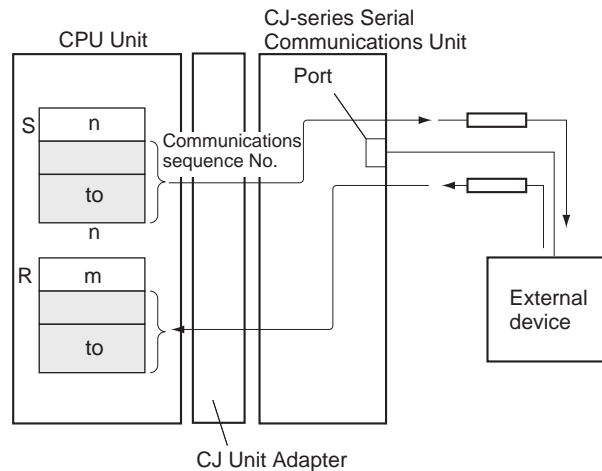 CJ-series Serial
Communications Unit
CPU Unit
Port
S
n
Communications
sequence No.
to
n
R
m
to
External
device
CJ Unit Adapter